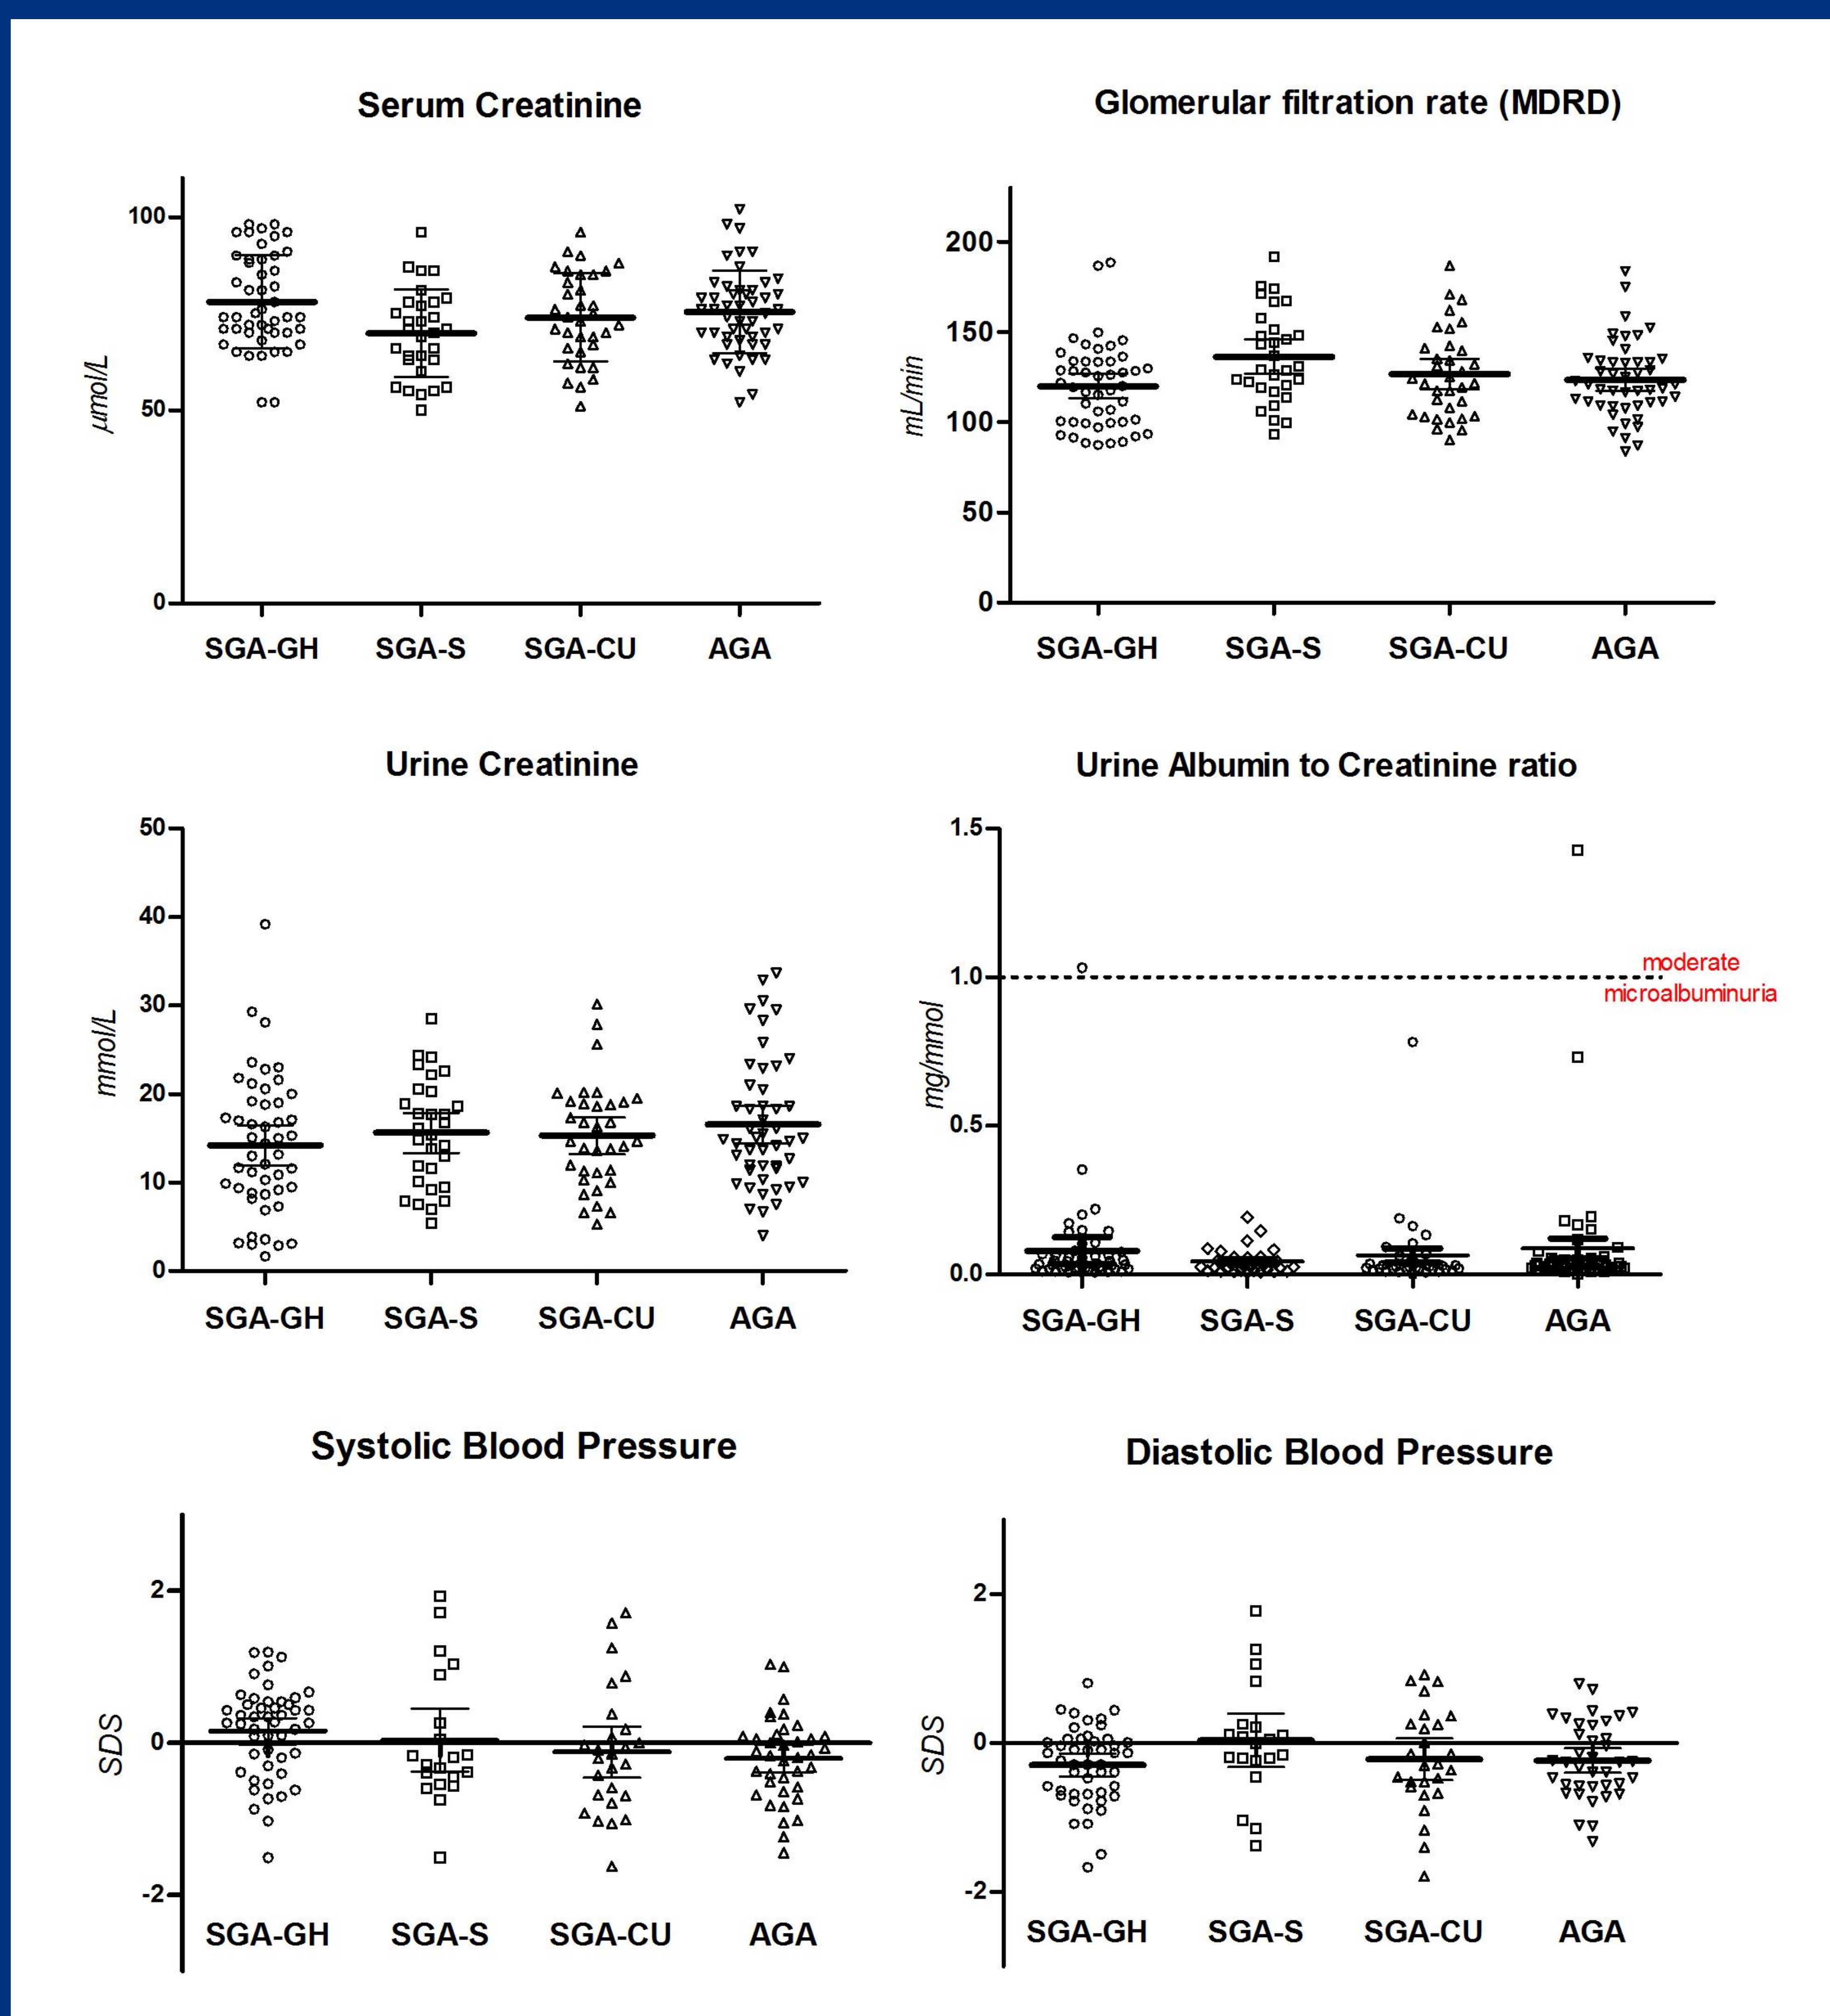 Serum Creatinine
µmol/L
100
50
0
SGA-GH SGA-S SGA-CU AGA
Glomerular filtration rate (MDRD)
mL/min
200
150
100
50
0
SGA-GH SGA-S SGA-CU AGA
Urine Creatinine
mmol/L
50
40
30
20
10
0
SGA-GH SGA-S SGA-CU AGA
Urine Albumin to Creatinine ratio
mg/mmol
1.5
1.0
0.5
0.0
moderate
microalbuminuria
SGA-GH SGA-S SGA-CU AGA
Systolic Blood Pressure
SDS
2
0
-2
SGA-GH SGA-S SGA-CU AGA
Diastolic Blood Pressure
SDS
2
0
-2
SGA-GH SGA-S SGA-CU AGA